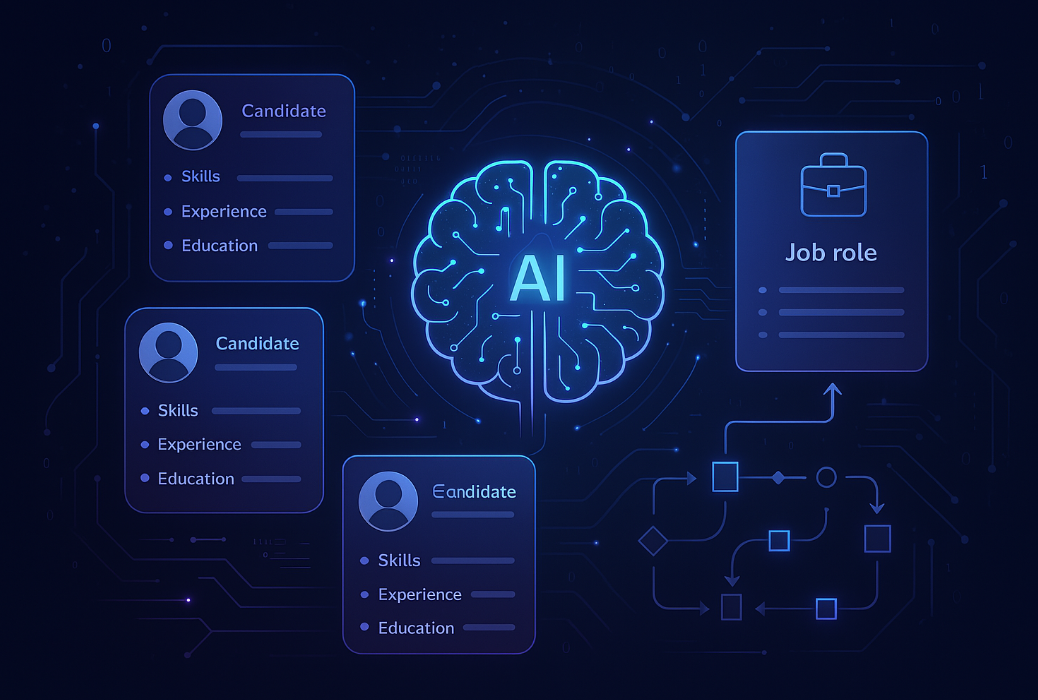 Candidate
Skills
Experience
Education
Candidate
Skills
Experience
Education
Eandidate
Skills
Experience
Education
AI
Job role